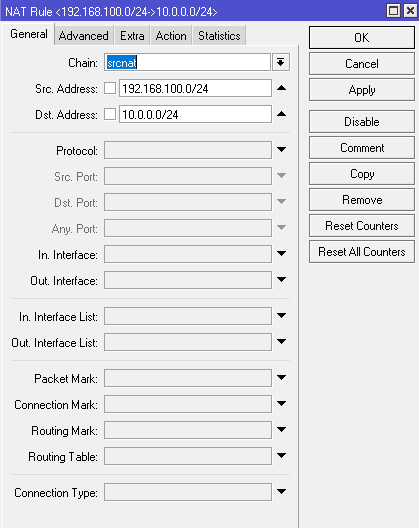 NAT Rule <192.168.100.0/24->10.0.0.0/24>
General Advanced Extra Action Statistics
Chain: srcnat
Src. Address: 192.168.100.0/24
Dst. Address: 10.0.0.0/24
Protocol:
Src. Port:
Dst. Port:
Any. Port:
In. Interface:
Out. Interface:
In. Interface List:
Out. Interface List:
Packet Mark:
Connection Mark:
Routing Mark:
Routing Table:
Connection Type:
OK
Cancel
Apply
Disable
Comment
Copy
Remove
Reset Counters
Reset All Counters